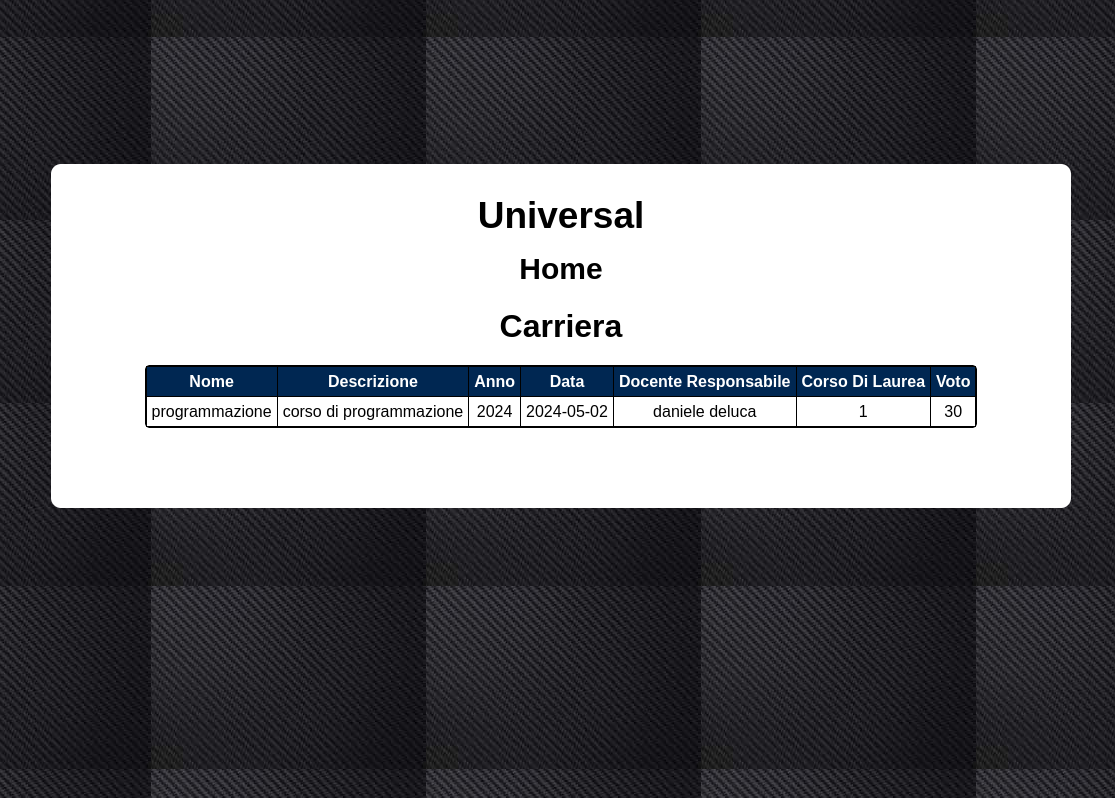 Universal
Home
Carriera
Nome Descrizione Anno Data Docente Responsabile Corso Di Laurea Voto
programmazione corso di programmazione 2024 2024-05-02 daniele deluca 1 30